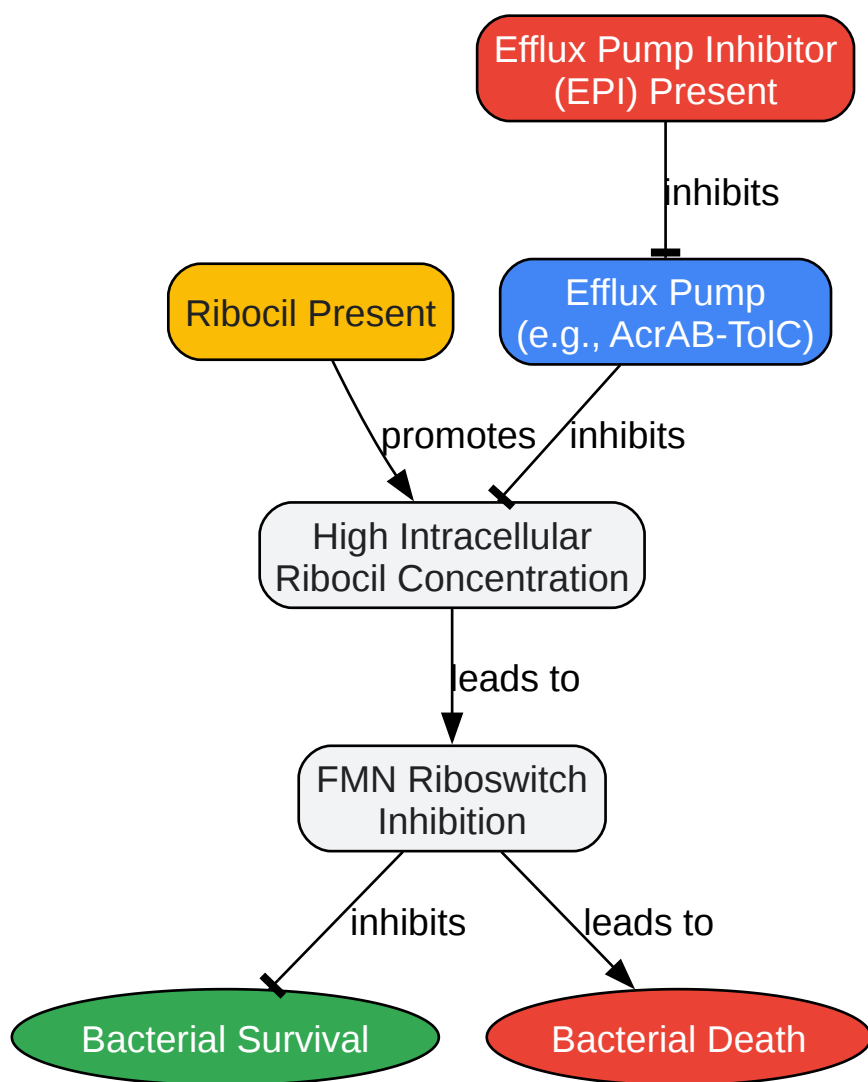 Efflux Pump Inhibitor
(EPI) Present
inhibits
Ribocil Present
Efflux Pump
(e.g., AcrAB-TolC)
promotes
inhibits
High Intracellular
Ribocil Concentration
leads to
FMN Riboswitch
Inhibition
inhibits
leads to
Bacterial Survival
Bacterial Death